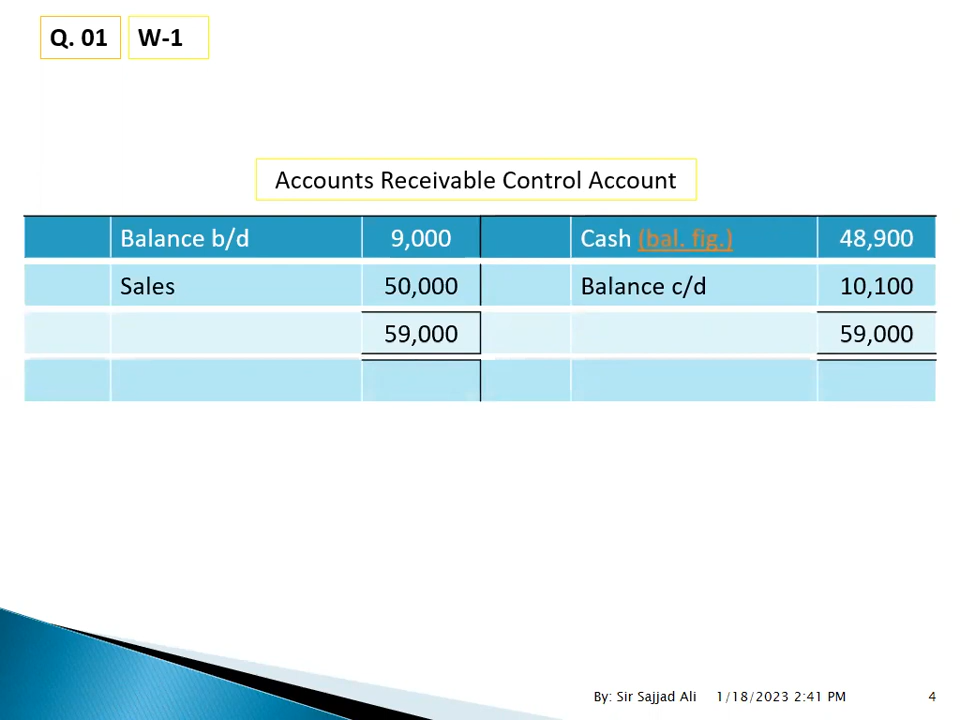 Q. 01 W-1
Accounts Receivable Control Account
Balance b/d 9,000 Cash (bal. fig.) 48,900
Sales 50,000 Balance c/d 10,100
59,000 59,000
By: Sir Sajjad Ali 1/18/2023 2:41 PM 4